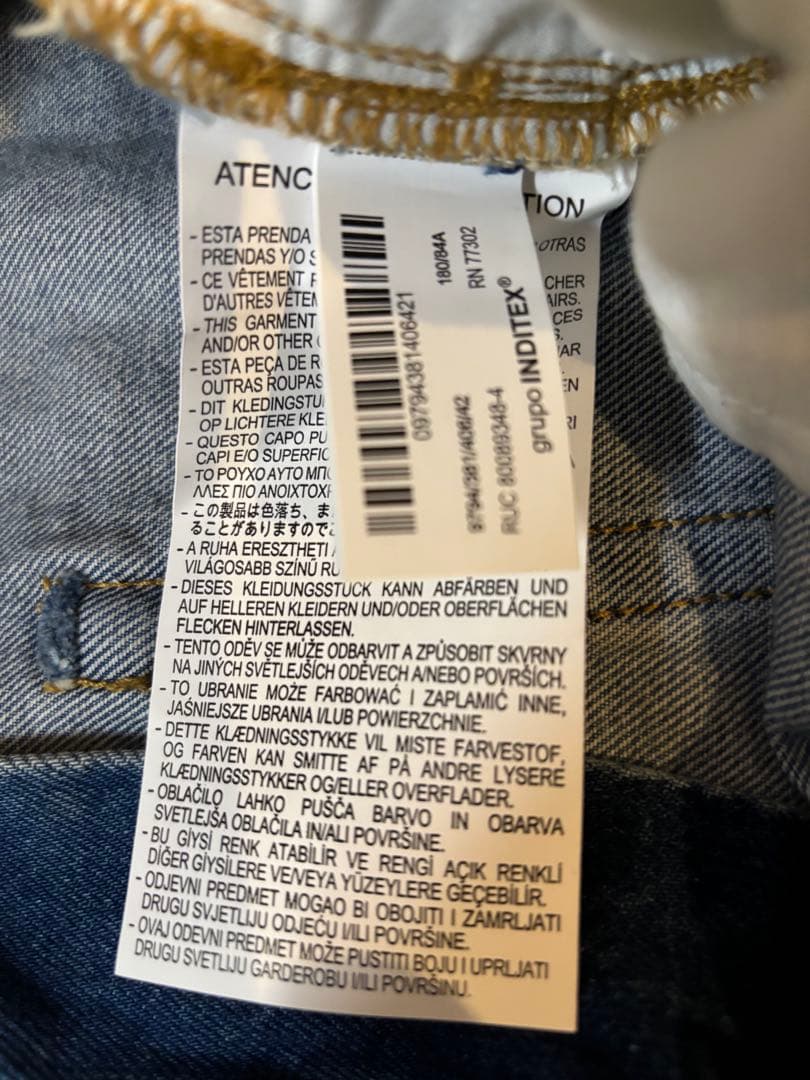 ATENC
TION
- ESTA PRENDA
OTRAS
PRENDAS Y/O S
- CE VÊTEMENT
CHER
D'AUTRES VÊTEM
AIRS.
- THIS GARMENT
CES
AND/OR OTHER
S.
- ESTA PEÇA DE R
AR
OUTRAS ROUPAS
- DIT KLEDINGSTU
EN
OP LICHTERE KLE
- QUESTO CAPO PU
RI
CAPI E/O SUPERFIC
- ΤΟ ΡΟΥΧΟ ΑΥΤΟ ΜΠΟ
ΛΛΕΣ ΠΙΟ ΑΝΟΙΧΤΟΧ
- この製品は色落ち、ま
ることがありますのでこ
- A RUHA ERESZTHETI
VILÁGOSABB SZÍNŰ RU
- DIESES KLEIDUNGSSTÜCK KANN ABFÄRBEN UND
AUF HELLEREN KLEIDERN UND/ODER OBERFLÄCHEN
FLECKEN HINTERLASSEN.
- TENTO ODĚV SE MŮŽE ODBARVIT A ZPŮSOBIT SKVRNY
NA JINÝCH SVĚTLEJŠÍCH ODĚVECH A/NEBO POVRŠÍCH.
- TO UBRANIE MOŻE FARBOWAĆ I ZAPLAMIĆ INNE,
JAŚNIEJSZE UBRANIA I/LUB POWIERZCHNIE.
- DETTE KLÆDNINGSSTYKKE VIL MISTE FARVESTOF,
OG FARVEN KAN SMITTE AF PÅ ANDRE LYSERE
KLÆDNINGSSTYKKER OG/ELLER OVERFLADER.
- OBLAČILO LAHKO PUŠČA BARVO IN OBARVA
SVETLEJŠA OBLAČILA IN/ALI POVRŠINE.
- BU GİYSİ RENK ATABİLİR VE RENGİ AÇIK RENKLİ
DİĞER GİYSİLERE VE/VEYA YÜZEYLERE GEÇEBİLİR.
- ODJEVNI PREDMET MOGAO BI OBOJITI I ZAMRLJATI
DRUGU SVJETLIJU ODJEĆU I/ILI POVRŠINE.
- OVAJ ODEVNI PREDMET MOŽE PUSTITI BOJU I UPRLJATI
DRUGU SVETLIJU GARDEROBU I/ILI POVRŠINU.
09794381406421
9794/381/406/42
180/84A
RUC 80089348-4
RN 77302
grupo INDITEX®